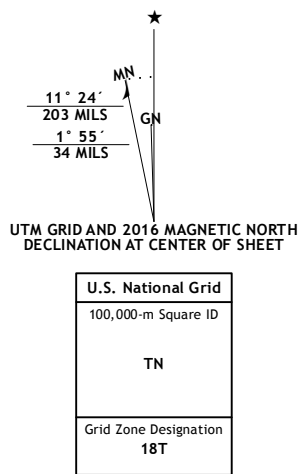 MN
11° 24´
203 MILS
GN
1° 55´
34 MILS
UTM GRID AND 2016 MAGNETIC NORTH
DECLINATION AT CENTER OF SHEET
U.S. National Grid
100,000-m Square ID
TN
Grid Zone Designation
18T